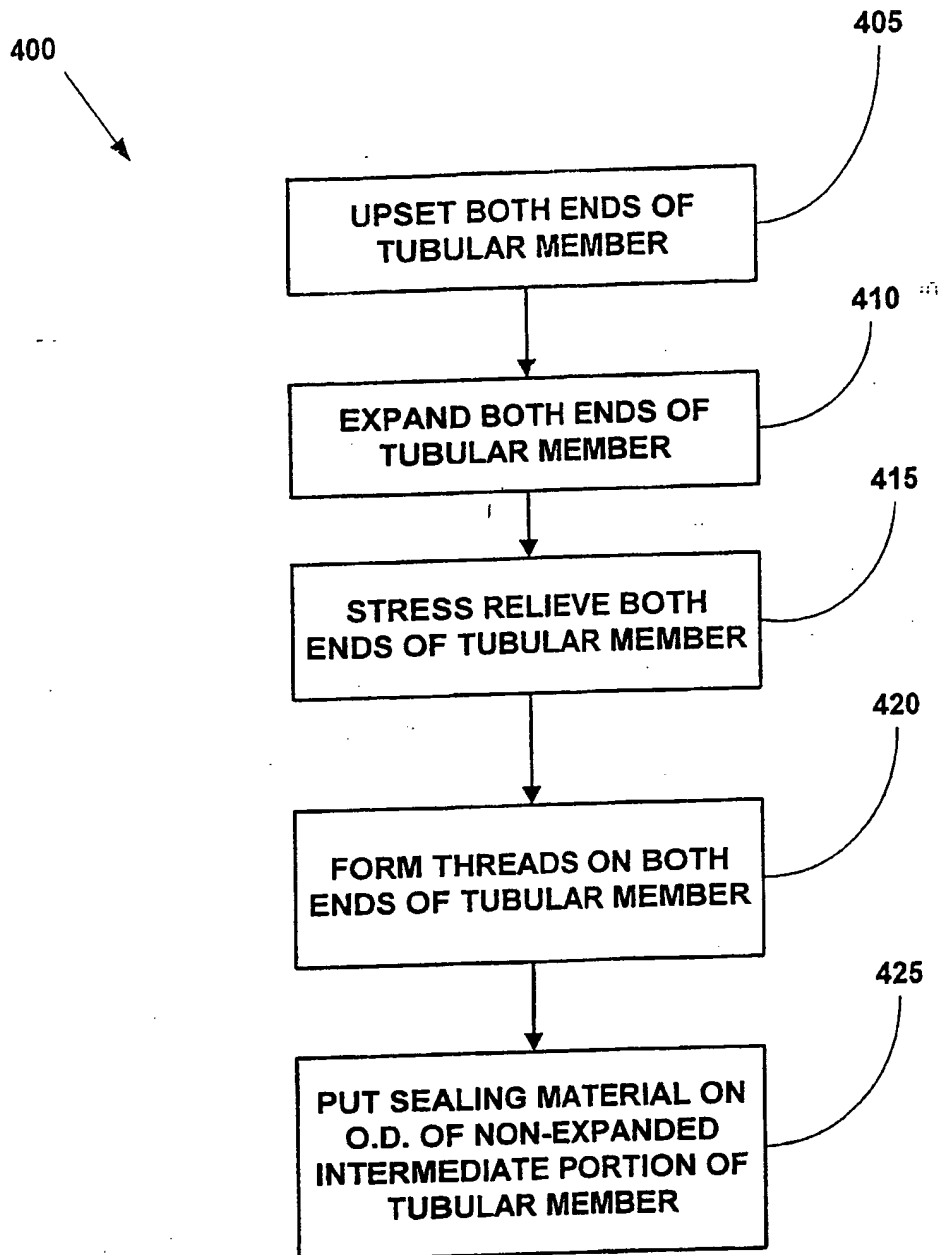 400
405
UPSET BOTH ENDS OF
TUBULAR MEMBER
410
EXPAND BOTH ENDS OF
TUBULAR MEMBER
415
STRESS RELIEVE BOTH
ENDS OF TUBULAR MEMBER
420
FORM THREADS ON BOTH
ENDS OF TUBULAR MEMBER
425
PUT SEALING MATERIAL ON
O.D. OF NON-EXPANDED
INTERMEDIATE PORTION OF
TUBULAR MEMBER